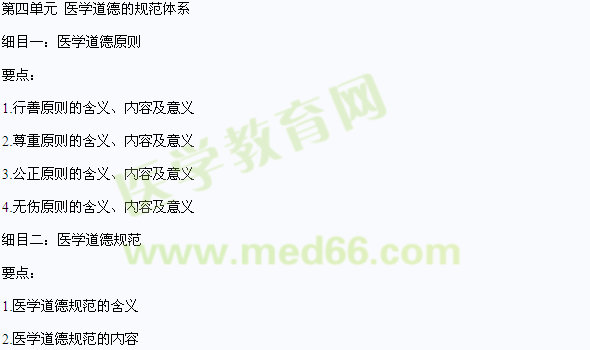 第四单元 医学道德的规范体系
细目一：医学道德原则
要点：
1.行善原则的含义、内容及意义
2.尊重原则的含义、内容及意义
3.公正原则的含义、内容及意义
4.无伤原则的含义、内容及意义
细目二：医学道德规范
要点：
1.医学道德规范的含义
2.医学道德规范的内容
医学教育网
www.med66.com